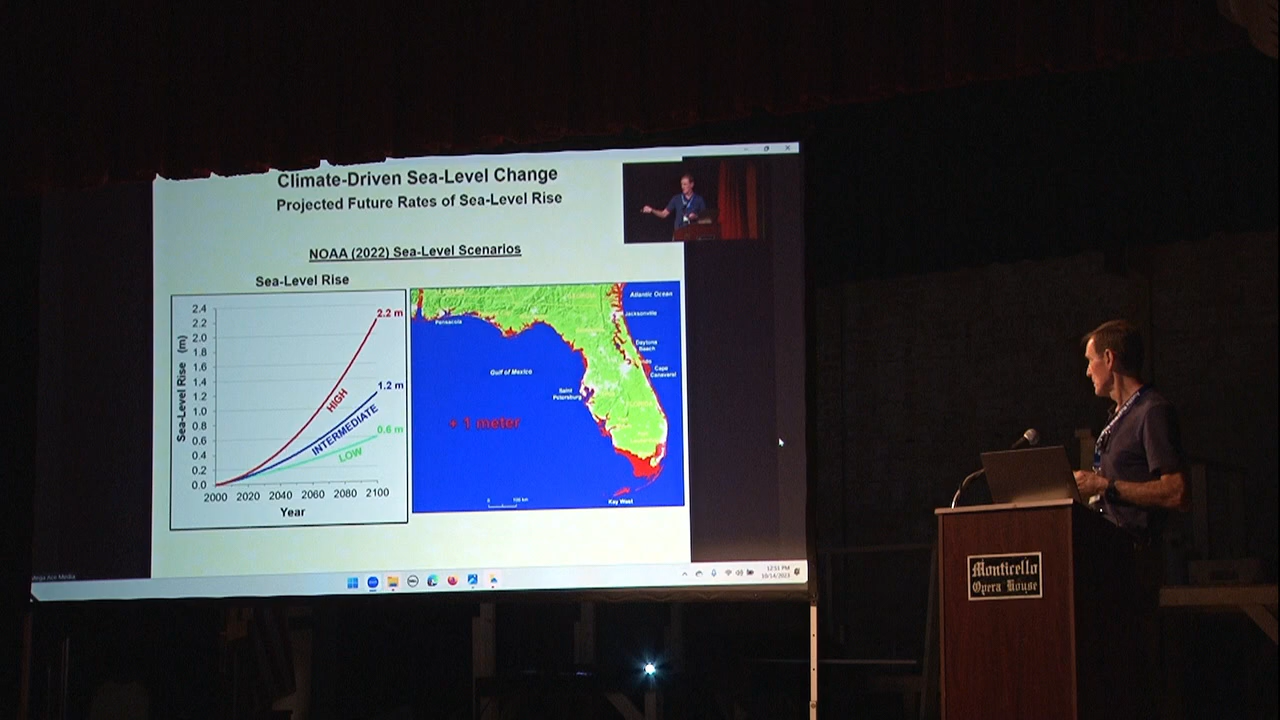 Climate-Driven Sea-Level Change
Projected Future Rates of Sea-Level Rise
NOAA (2022) Sea-Level Scenarios
Sea-Level Rise
Sea-Level Rise (m)
2.4
2.2
2.0
1.8
1.6
1.4
1.2
1.0
0.8
0.6
0.4
0.2
0.0
2000 2020 2040 2060 2080 2100
Year
2.2 m
HIGH
1.2 m
INTERMEDIATE
0.6 m
LOW
Atlantic Ocean
Pensacola
Jacksonville
Daytona
Beach
Cape
Canaveral
Gulf of Mexico
Saint
Petersburg
+ 1 meter
0 100 km
Key West
12:51 PM
10/14/2023
Monticello
Opera House